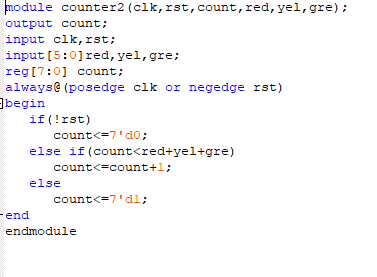 module counter2(clk,rst,count,red,yel,gre);
output count;
input clk,rst;
input[5:0]red,yel,gre;
reg[7:0] count;
always@(posedge clk or negedge rst)
begin
    if(!rst)
       count<=7'd0;
    else if(count<red+yel+gre)
       count<=count+1;
    else
       count<=7'd1;
end
endmodule